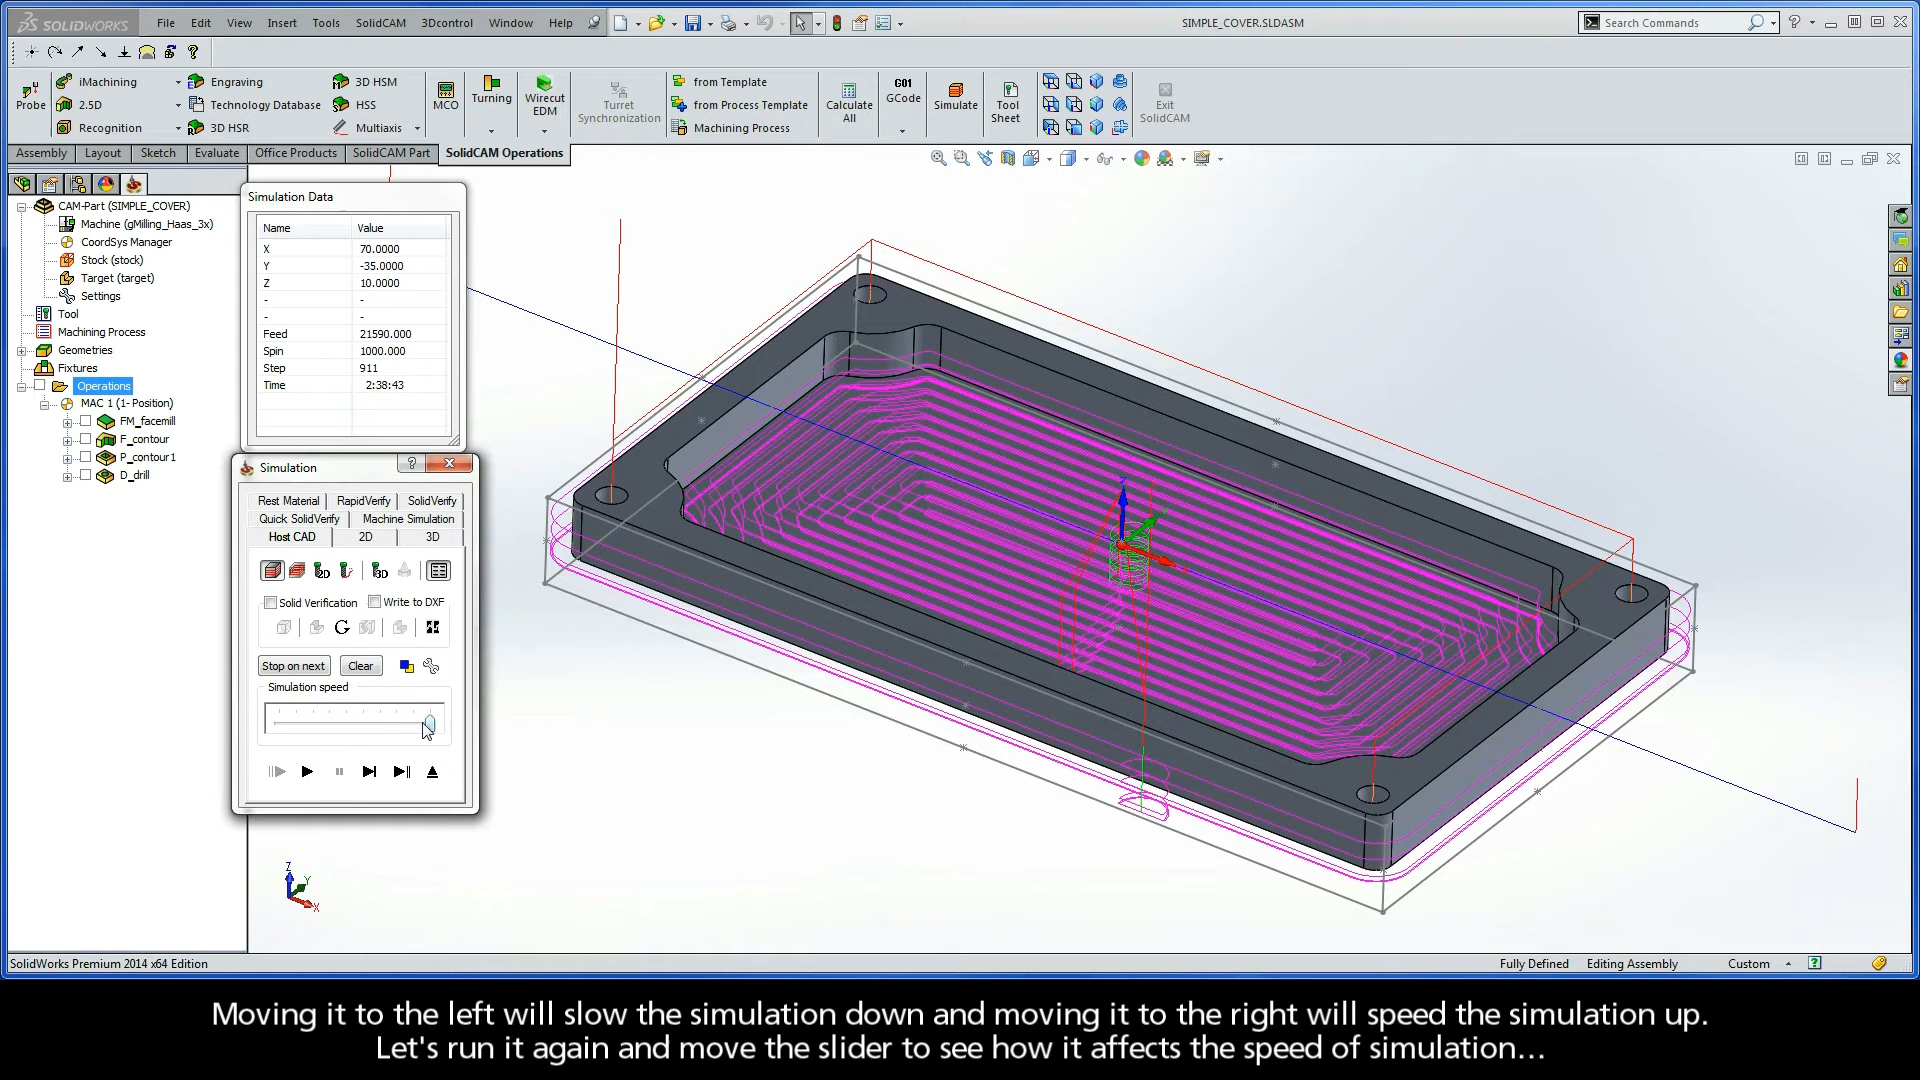 SOLIDWORKS File Edit View Insert Tools SolidCAM 3Dcontrol Window Help SIMPLE_COVER.SLDASM Search Commands
Probe
iMachining
2.5D
Recognition
Engraving
Technology Database
3D HSR
3D HSM
HSS
Multiaxis
MCO
Turning
Wirecut
EDM
Turret
Synchronization
from Template
from Process Template
Machining Process
Calculate
All
G01
GCode
Simulate
Tool
Sheet
Exit
SolidCAM
Assembly Layout Sketch Evaluate Office Products SolidCAM Part SolidCAM Operations
CAM-Part (SIMPLE_COVER)
Machine (gMilling_Haas_3x)
CoordSys Manager
Stock (stock)
Target (target)
Settings
Tool
Machining Process
Geometries
Fixtures
Operations
MAC 1 (1- Position)
FM_facemill
F_contour
P_contour1
D_drill
Simulation Data
Name Value
X 70.0000
Y -35.0000
Z 10.0000
- -
- -
Feed 21590.000
Spin 1000.000
Step 911
Time 2:38:43
Simulation
Rest Material RapidVerify SolidVerify
Quick SolidVerify Machine Simulation
Host CAD 2D 3D
2D 3D
Solid Verification Write to DXF
Stop on next Clear
Simulation speed
Z
Z
Y
X
SolidWorks Premium 2014 x64 Edition Fully Defined Editing Assembly Custom
Moving it to the left will slow the simulation down and moving it to the right will speed the simulation up.
Let's run it again and move the slider to see how it affects the speed of simulation...